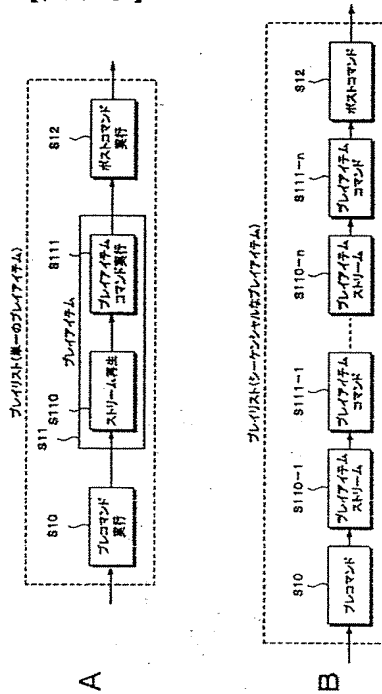 A
プレイリスト(単一のプレイアイテム)
S10
プレコマンド
実行
S11
プレイアイテム
S110
ストリーム再生
S111
プレイアイテム
コマンド実行
S12
ポストコマンド
実行
B
プレイリスト(シーケンシャルなプレイアイテム)
S10
プレコマンド
S110-1
プレイアイテム
ストリーム
S111-1
プレイアイテム
コマンド
S110-n
プレイアイテム
ストリーム
S111-n
プレイアイテム
コマンド
S12
ポストコマンド